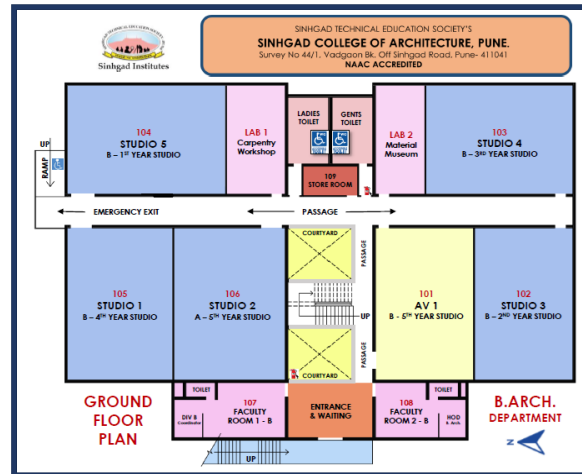 SINHGAD TECHNICAL EDUCATION SOCIETY'S
SINHGAD COLLEGE OF ARCHITECTURE, PUNE.
Survey No 44/1, Vadgaon Bk. Off Sinhgad Road, Pune- 411041
NAAC ACCREDITED
Sinhgad Institutes
104
STUDIO 5
B – 1ST YEAR STUDIO
LAB 1
Carpentry
Workshop
LADIES
TOILET
GENTS
TOILET
LAB 2
Material
Museum
103
STUDIO 4
B – 3RD YEAR STUDIO
109
STORE ROOM
UP
RAMP
EMERGENCY EXIT
PASSAGE
COURTYARD
PASSAGE
105
STUDIO 1
B – 4TH YEAR STUDIO
106
STUDIO 2
A – 5TH YEAR STUDIO
101
AV 1
B - 5TH YEAR STUDIO
102
STUDIO 3
B – 2ND YEAR STUDIO
UP
PASSAGE
COURTYARD
GROUND
FLOOR
PLAN
TOILET
DIV B
Coordinator
107
FACULTY
ROOM 1 - B
ENTRANCE
& WAITING
108
FACULTY
ROOM 2 - B
TOILET
HOD
B. Arch.
B.ARCH.
DEPARTMENT
UP
N